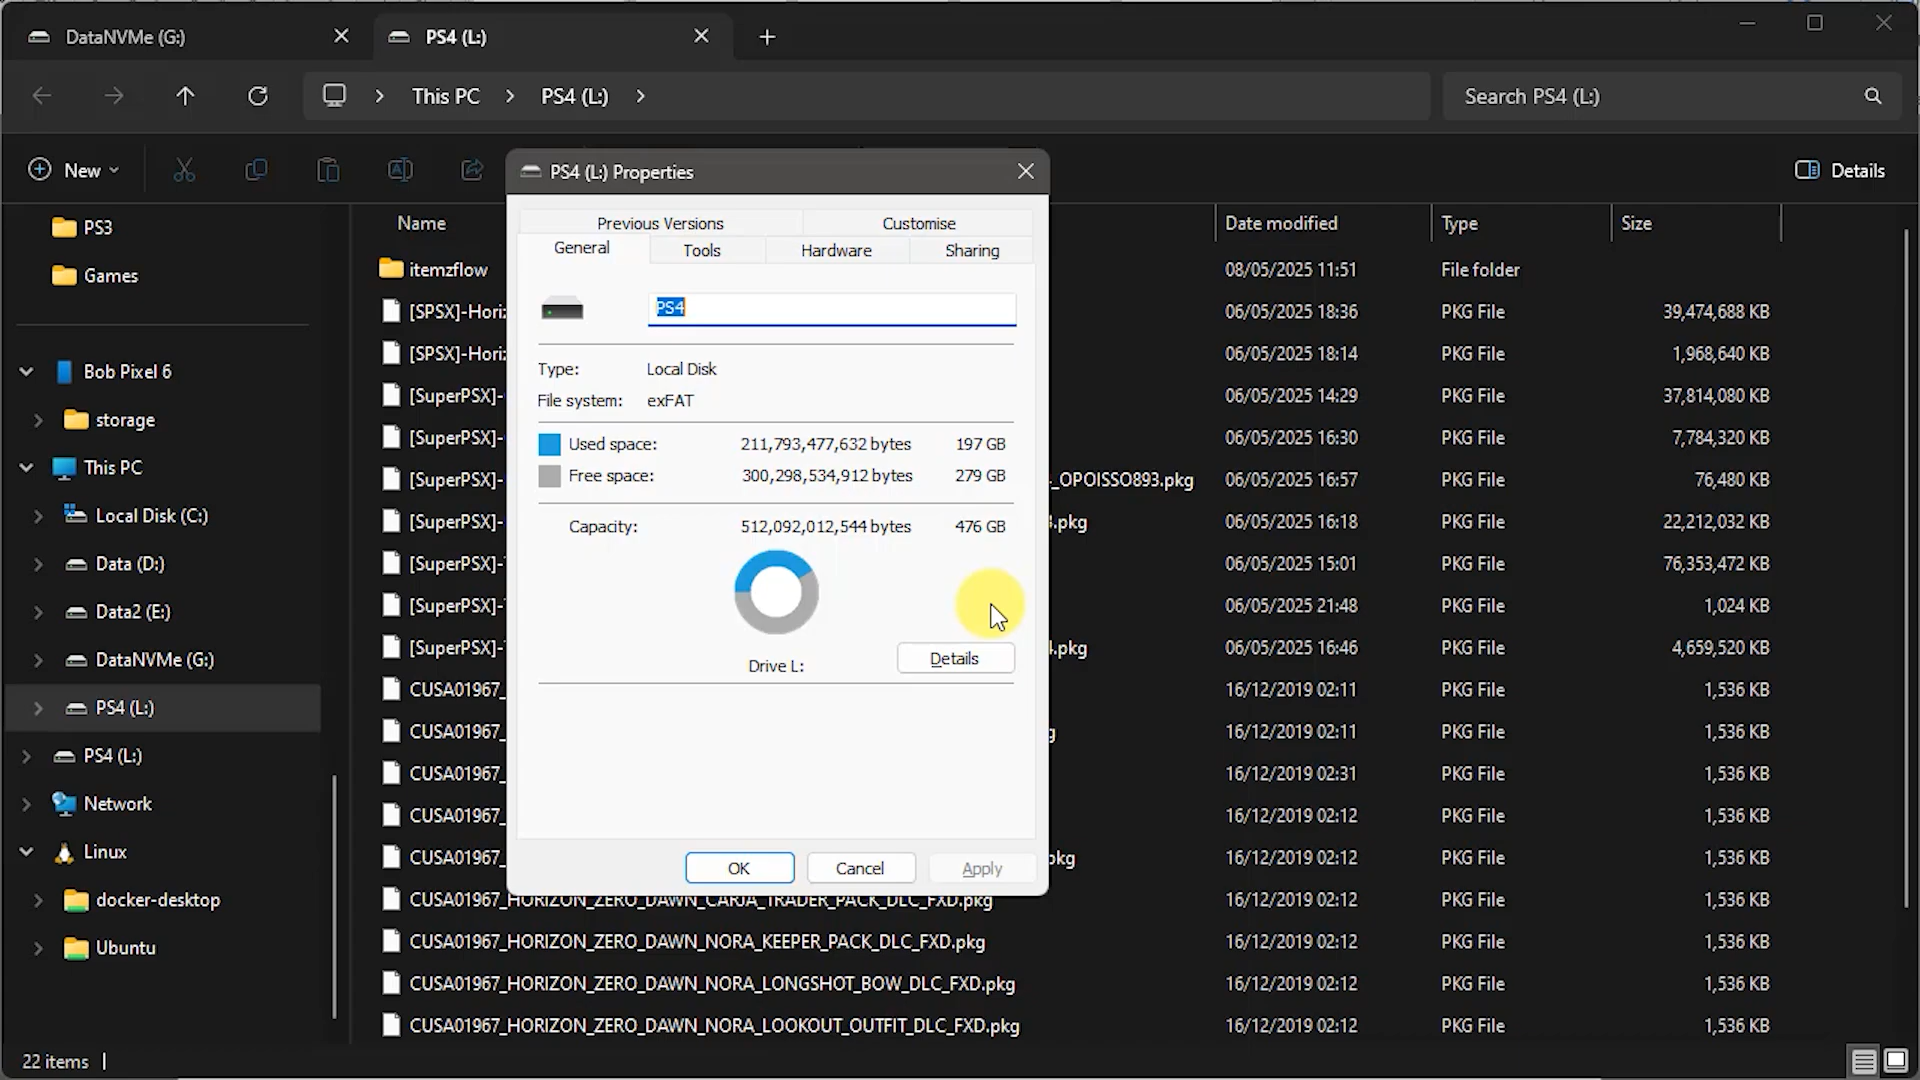 DataNVMe (G:)
PS4 (L:)
This PC
PS4 (L:)
Search PS4 (L:)
New
Details
PS4 (L:) Properties
Previous Versions
Customise
General
Tools
Hardware
Sharing
PS4
Type: Local Disk
File system: exFAT
Used space: 211,793,477,632 bytes 197 GB
Free space: 300,298,534,912 bytes 279 GB
Capacity: 512,092,012,544 bytes 476 GB
Drive L:
Details
OK
Cancel
Apply
PS3
Games
Bob Pixel 6
storage
This PC
Local Disk (C:)
Data (D:)
Data2 (E:)
DataNVMe (G:)
PS4 (L:)
PS4 (L:)
Network
Linux
docker-desktop
Ubuntu
Name Date modified Type Size
itemzflow 08/05/2025 11:51 File folder
[SPSX]-Horiz 06/05/2025 18:36 PKG File 39,474,688 KB
[SPSX]-Horiz 06/05/2025 18:14 PKG File 1,968,640 KB
[SuperPSX]- 06/05/2025 14:29 PKG File 37,814,080 KB
[SuperPSX]- 06/05/2025 16:30 PKG File 7,784,320 KB
[SuperPSX]- _OPOISSO893.pkg 06/05/2025 16:57 PKG File 76,480 KB
[SuperPSX]- .pkg 06/05/2025 16:18 PKG File 22,212,032 KB
[SuperPSX]- 06/05/2025 15:01 PKG File 76,353,472 KB
[SuperPSX]- 06/05/2025 21:48 PKG File 1,024 KB
[SuperPSX]- .pkg 06/05/2025 16:46 PKG File 4,659,520 KB
CUSA01967_ 16/12/2019 02:11 PKG File 1,536 KB
CUSA01967_ g 16/12/2019 02:11 PKG File 1,536 KB
CUSA01967_ 16/12/2019 02:31 PKG File 1,536 KB
CUSA01967_ 16/12/2019 02:12 PKG File 1,536 KB
CUSA01967_ pkg 16/12/2019 02:12 PKG File 1,536 KB
CUSA01967_HORIZON_ZERO_DAWN_CARJA_TRADER_PACK_DLC_FXD.pkg 16/12/2019 02:12 PKG File 1,536 KB
CUSA01967_HORIZON_ZERO_DAWN_NORA_KEEPER_PACK_DLC_FXD.pkg 16/12/2019 02:12 PKG File 1,536 KB
CUSA01967_HORIZON_ZERO_DAWN_NORA_LONGSHOT_BOW_DLC_FXD.pkg 16/12/2019 02:12 PKG File 1,536 KB
CUSA01967_HORIZON_ZERO_DAWN_NORA_LOOKOUT_OUTFIT_DLC_FXD.pkg 16/12/2019 02:12 PKG File 1,536 KB
22 items